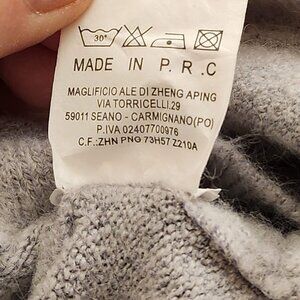 30°
MADE IN P.R.C
MAGLIFICIO ALE DI ZHENG APING
VIA TORRICELLI.29
59011 SEANO - CARMIGNANO(PO)
P.IVA 02407700976
C.F.:ZHN PNG 73H57 Z210A